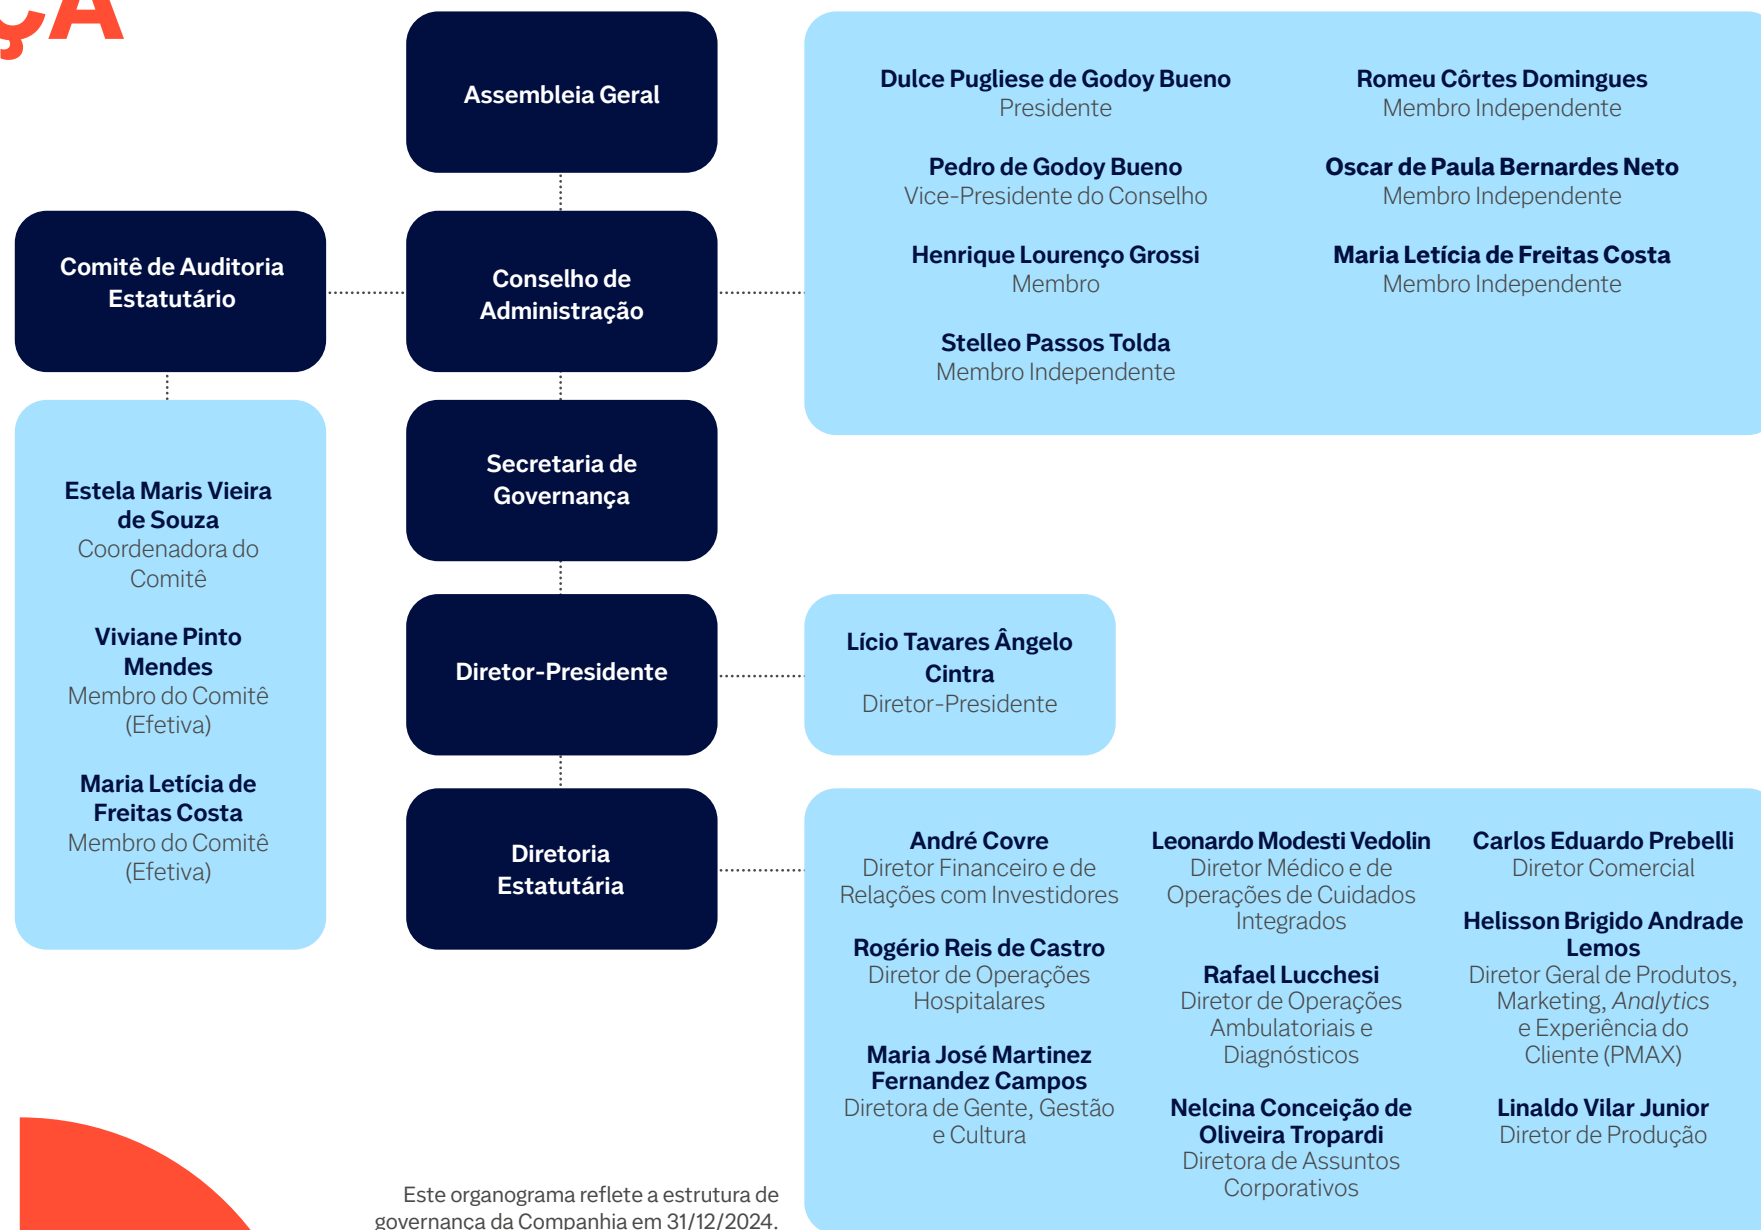 ÇA
Assembleia Geral
Dulce Pugliese de Godoy Bueno
Presidente
Pedro de Godoy Bueno
Vice-Presidente do Conselho
Henrique Lourenço Grossi
Membro
Stelleo Passos Tolda
Membro Independente
Romeu Côrtes Domingues
Membro Independente
Oscar de Paula Bernardes Neto
Membro Independente
Maria Letícia de Freitas Costa
Membro Independente
Comitê de Auditoria
Estatutário
Conselho de
Administração
Estela Maris Vieira
de Souza
Coordenadora do
Comitê
Viviane Pinto
Mendes
Membro do Comitê
(Efetiva)
Maria Letícia de
Freitas Costa
Membro do Comitê
(Efetiva)
Secretaria de
Governança
Diretor-Presidente
Lício Tavares Ângelo
Cintra
Diretor-Presidente
Diretoria
Estatutária
André Covre
Diretor Financeiro e de
Relações com Investidores
Rogério Reis de Castro
Diretor de Operações
Hospitalares
Maria José Martinez
Fernandez Campos
Diretora de Gente, Gestão
e Cultura
Leonardo Modesti Vedolin
Diretor Médico e de
Operações de Cuidados
Integrados
Rafael Lucchesi
Diretor de Operações
Ambulatoriais e
Diagnósticos
Nelcina Conceição de
Oliveira Tropardi
Diretora de Assuntos
Corporativos
Carlos Eduardo Prebelli
Diretor Comercial
Helisson Brigido Andrade
Lemos
Diretor Geral de Produtos,
Marketing, Analytics
e Experiência do
Cliente (PMAX)
Linaldo Vilar Junior
Diretor de Produção
Este organograma reflete a estrutura de
governança da Companhia em 31/12/2024.